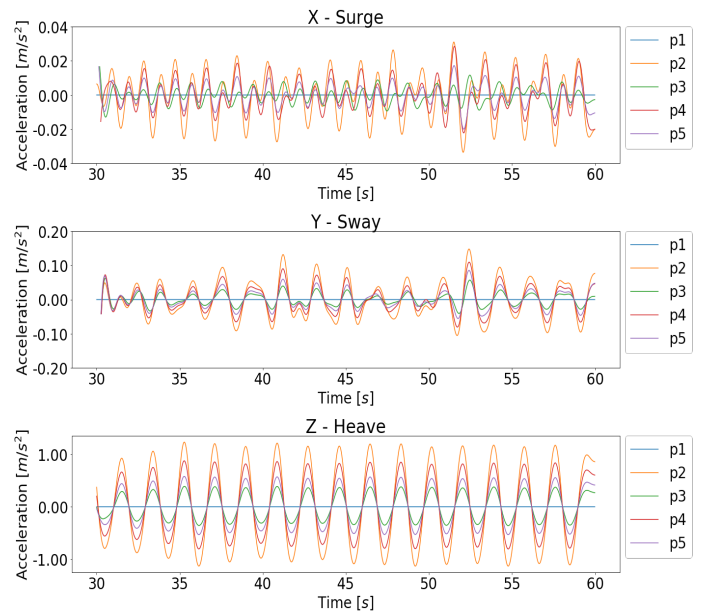 X - Surge
Acceleration [m/s²]
0.04
0.02
0.00
-0.02
-0.04
30 35 40 45 50 55 60
Time [s]
p1
p2
p3
p4
p5
Y - Sway
Acceleration [m/s²]
0.20
0.10
0.00
-0.10
-0.20
30 35 40 45 50 55 60
Time [s]
p1
p2
p3
p4
p5
Z - Heave
Acceleration [m/s²]
1.00
0.00
-1.00
30 35 40 45 50 55 60
Time [s]
p1
p2
p3
p4
p5